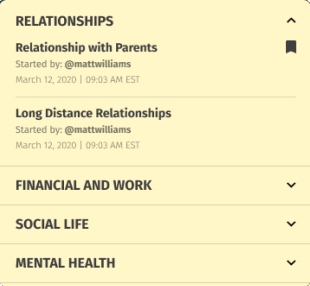 RELATIONSHIPS
Relationship with Parents
Started by: @mattwilliams
March 12, 2020 | 09:03 AM EST
Long Distance Relationships
Started by: @mattwilliams
March 12, 2020 | 09:03 AM EST
FINANCIAL AND WORK
SOCIAL LIFE
MENTAL HEALTH